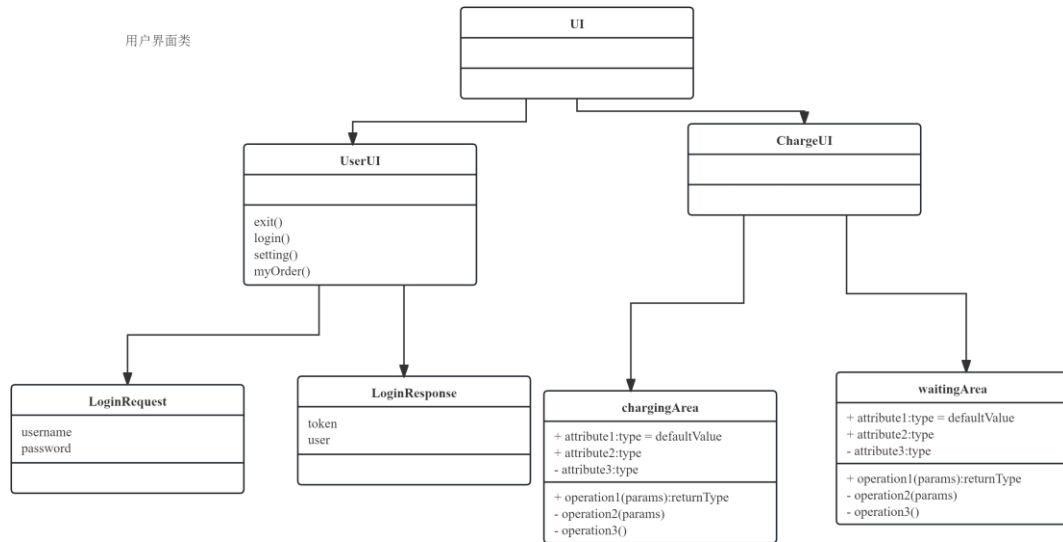 用户界面类
UI
UserUI
exit()
login()
setting()
myOrder()
ChargeUI
LoginRequest
username
password
LoginResponse
token
user
chargingArea
+ attribute1:type = defaultValue
+ attribute2:type
- attribute3:type
+ operation1(params):returnType
- operation2(params)
- operation3()
waitingArea
+ attribute1:type = defaultValue
+ attribute2:type
- attribute3:type
+ operation1(params):returnType
- operation2(params)
- operation3()